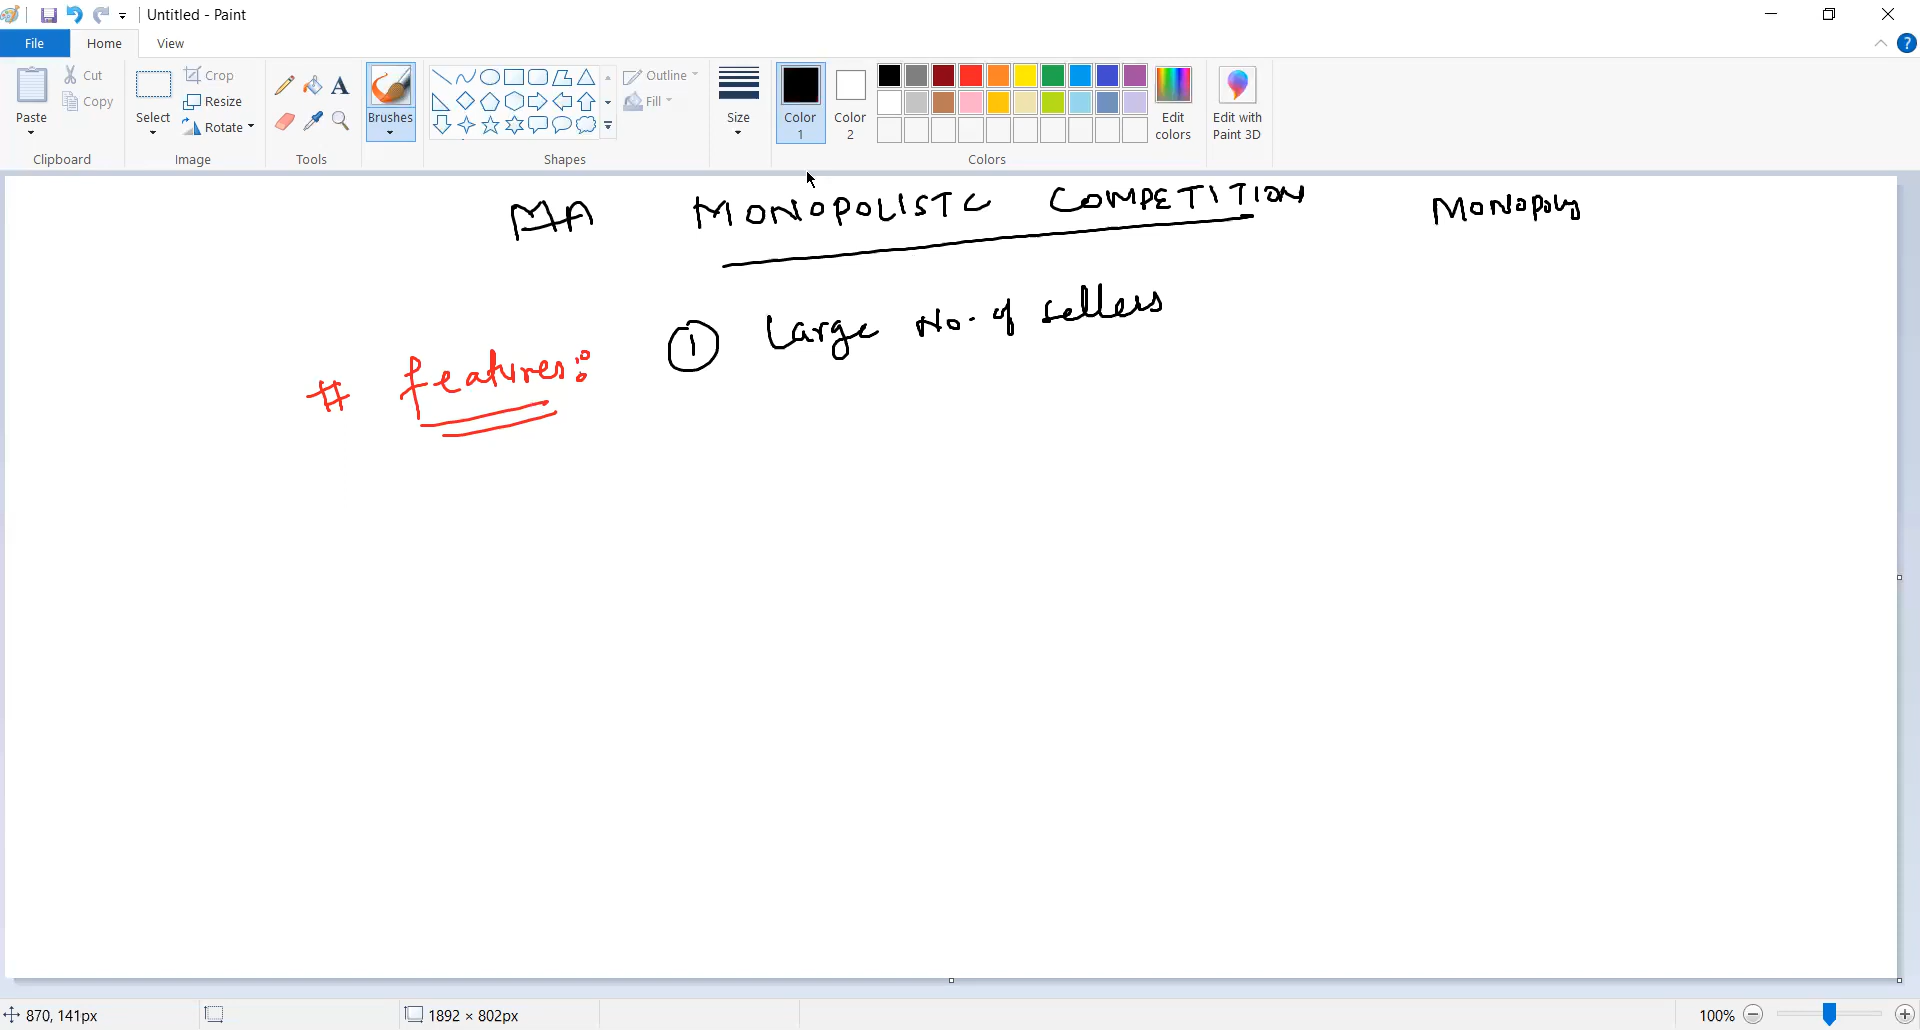 Untitled - Paint
File Home View
Paste
Cut
Copy
Clipboard
Select
Crop
Resize
Rotate
Image
Tools
Brushes
Shapes
Outline
Fill
Size
Color 1
Color 2
Edit colors
Colors
Edit with Paint 3D
MA MONOPOLISTC COMPETITION Monopoly
① Large No. of sellers
# features:
870, 141px
1892 × 802px
100%